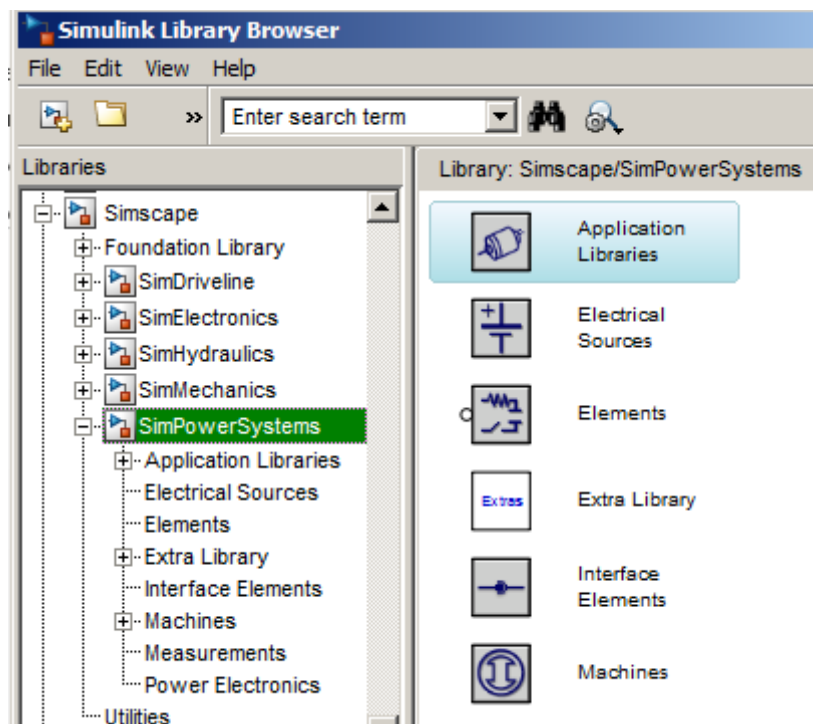 Simulink Library Browser
File Edit View Help
» Enter search term
Libraries
Simscape
Foundation Library
SimDriveline
SimElectronics
SimHydraulics
SimMechanics
SimPowerSystems
Application Libraries
Electrical Sources
Elements
Extra Library
Interface Elements
Machines
Measurements
Power Electronics
Utilities
Library: Simscape/SimPowerSystems
Application
Libraries
Electrical
Sources
Elements
Extras
Extra Library
Interface
Elements
Machines